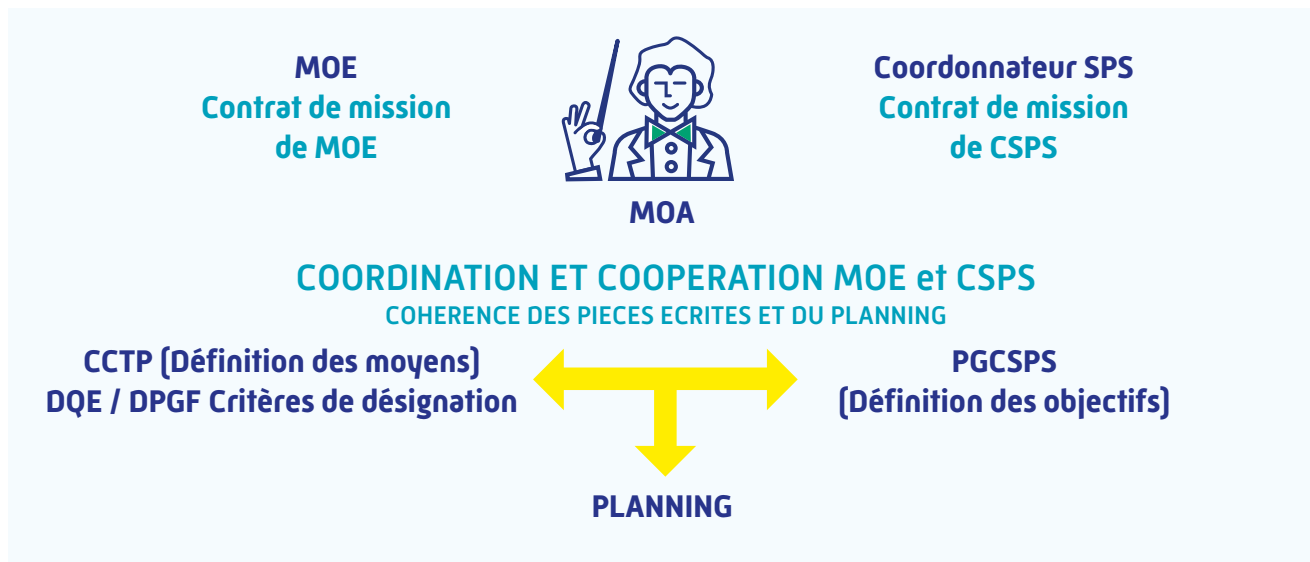 MOE
Contrat de mission
de MOE
MOA
Coordonnateur SPS
Contrat de mission
de CSPS
COORDINATION ET COOPERATION MOE et CSPS
COHERENCE DES PIECES ECRITES ET DU PLANNING
CCTP (Définition des moyens)
DQE / DPGF Critères de désignation
PGCSPS
(Définition des objectifs)
PLANNING